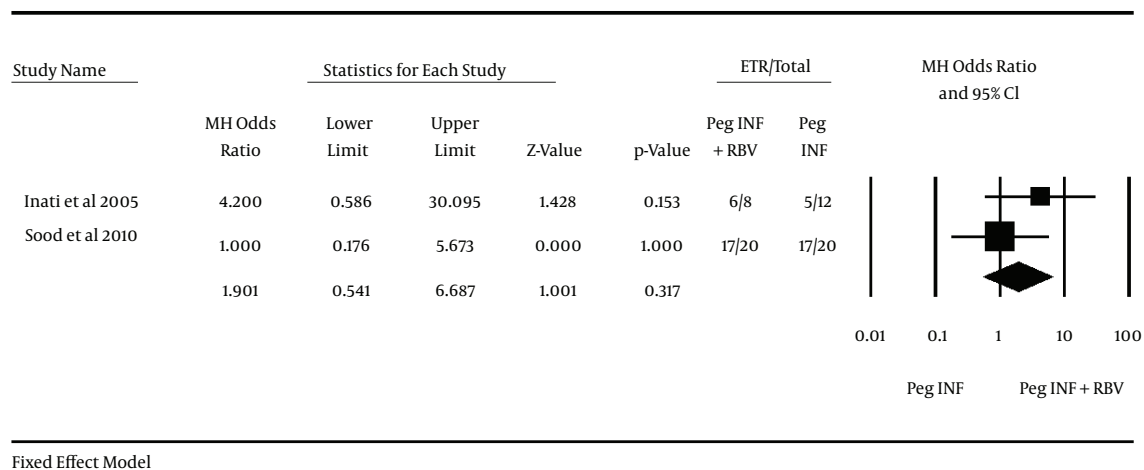 Study Name Statistics for Each Study ETR/Total MH Odds Ratio
and 95% Cl
MH Odds Lower Upper Peg INF Peg
Ratio Limit Limit Z-Value p-Value + RBV INF
Inati et al 2005 4.200 0.586 30.095 1.428 0.153 6/8 5/12
Sood et al 2010 1.000 0.176 5.673 0.000 1.000 17/20 17/20
1.901 0.541 6.687 1.001 0.317
0.01 0.1 1 10 100
Peg INF Peg INF + RBV
Fixed Effect Model